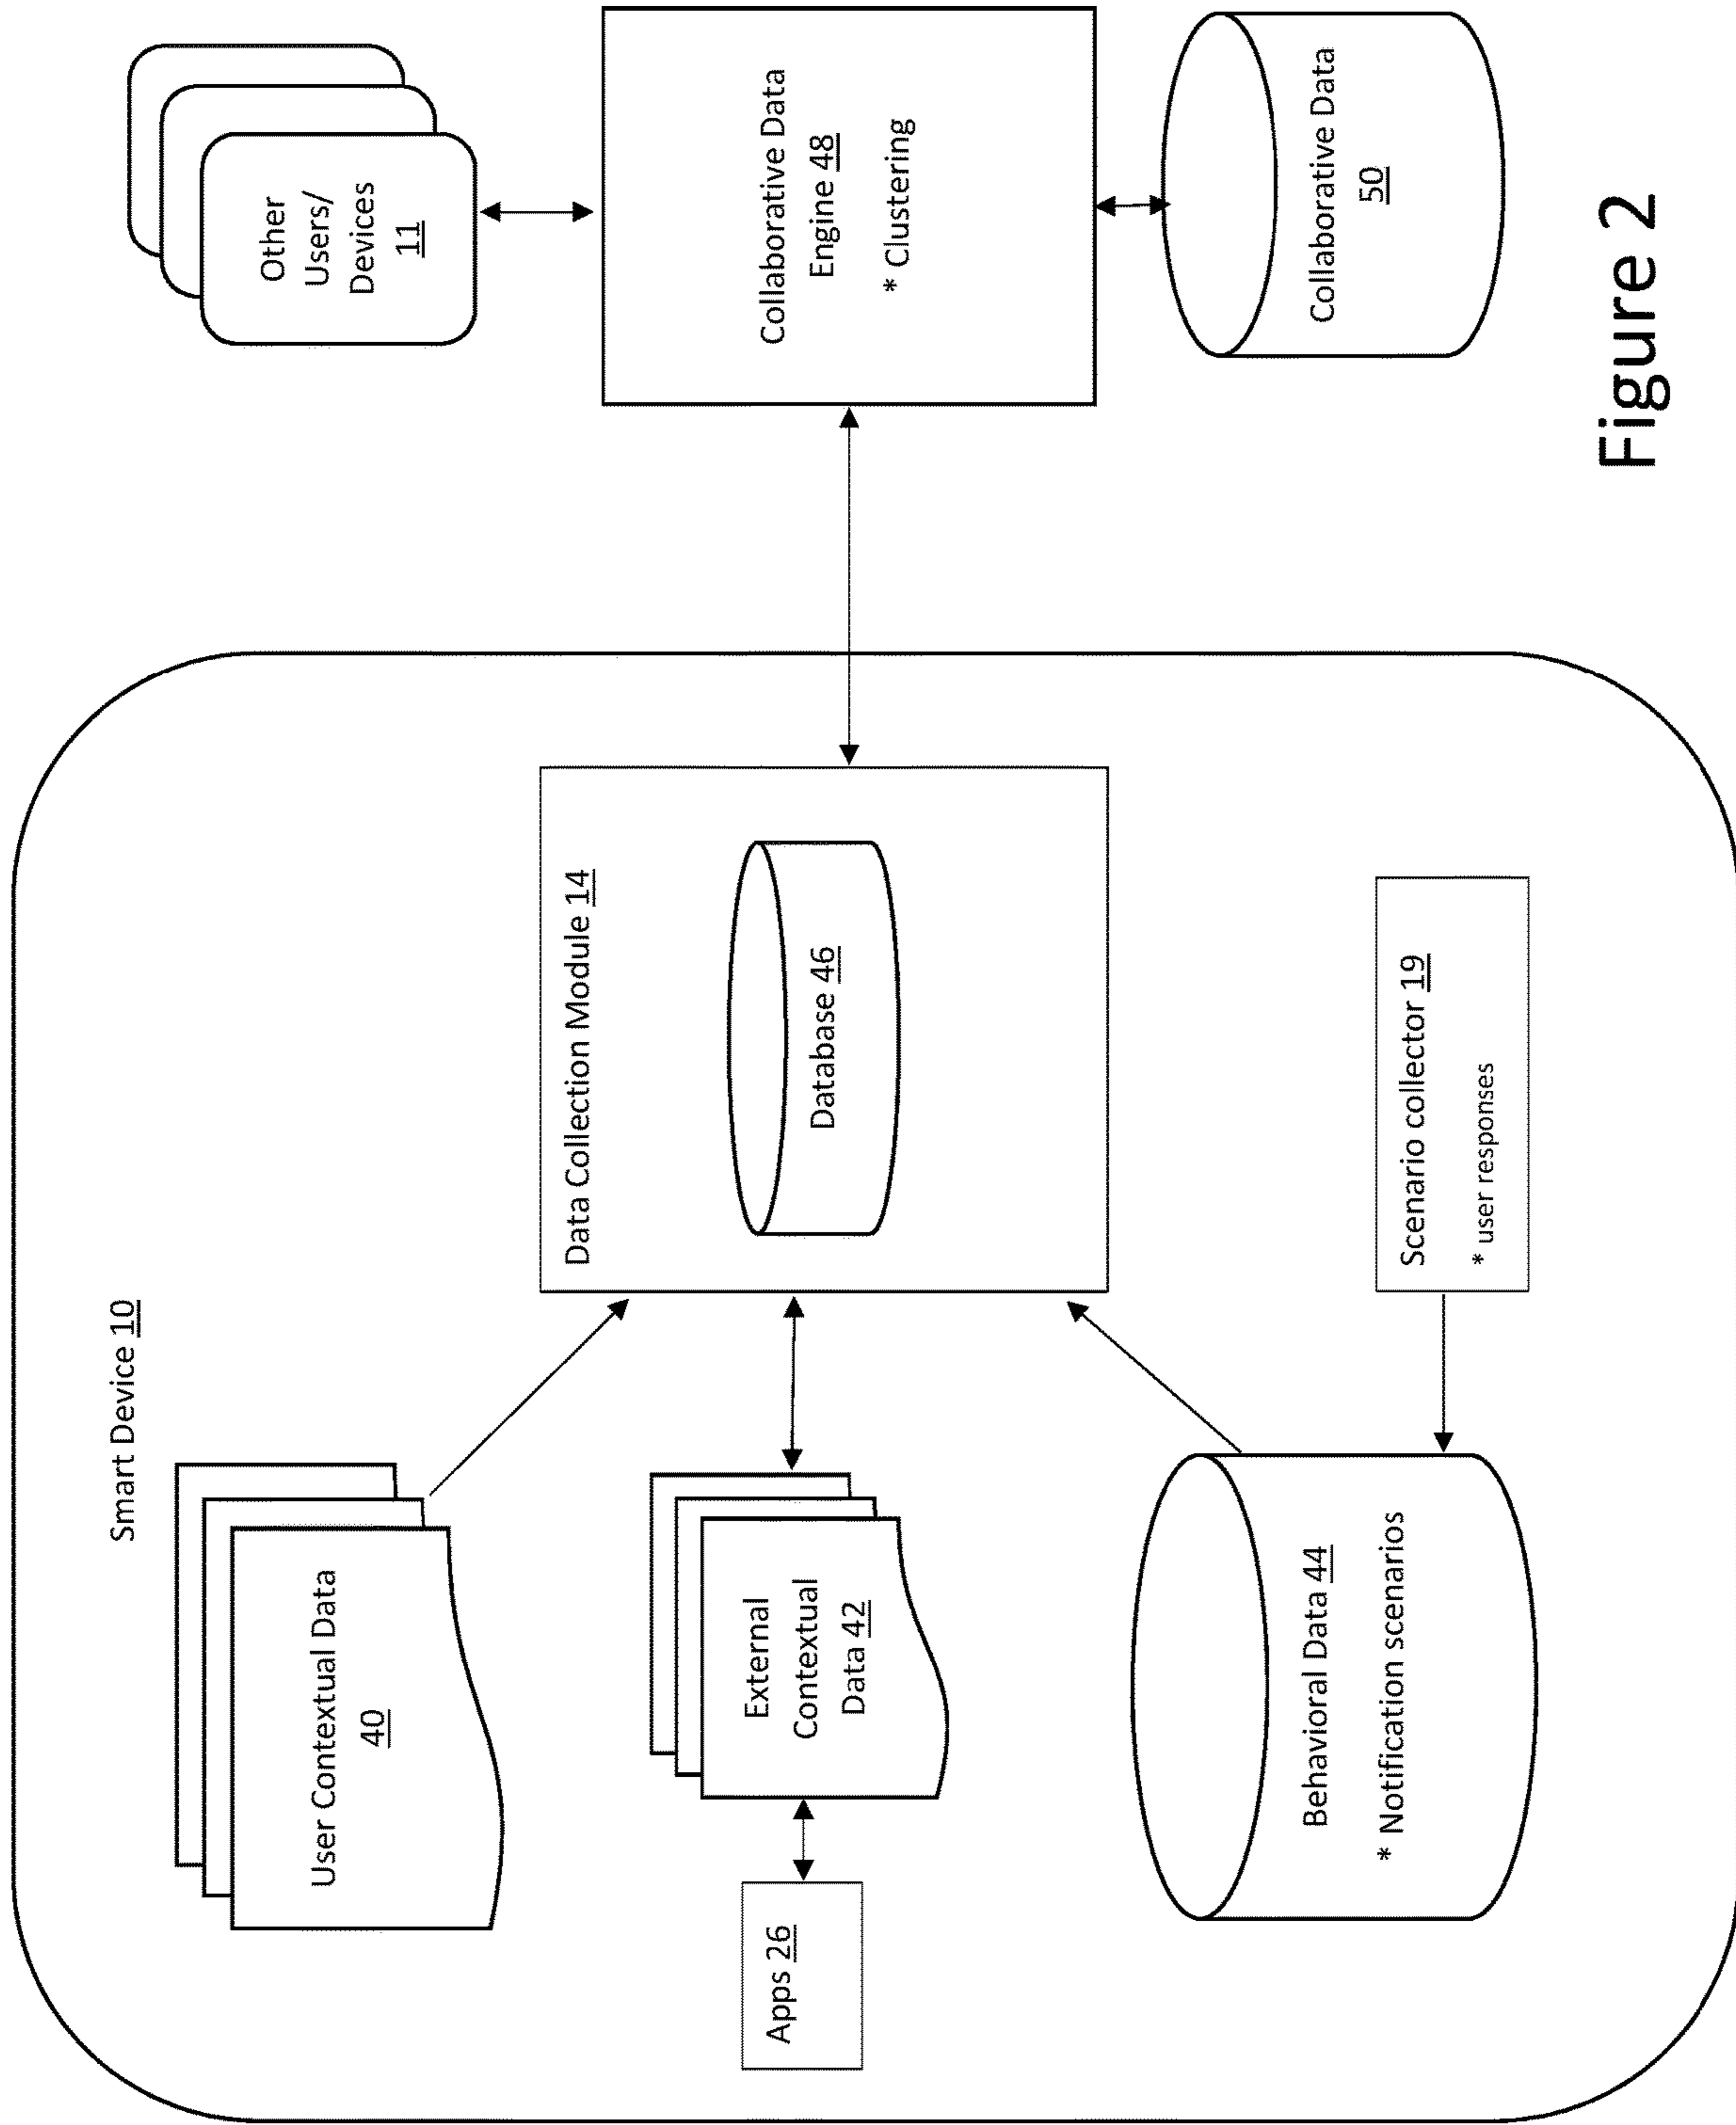 Smart Device 10
User Contextual Data
40
Apps 26
External
Contextual
Data 42
Behavioral Data 44
* Notification scenarios
Data Collection Module 14
Database 46
Scenario collector 19
* user responses
Other
Users/
Devices
11
Collaborative Data
Engine 48
* Clustering
Collaborative Data
50
Figure 2